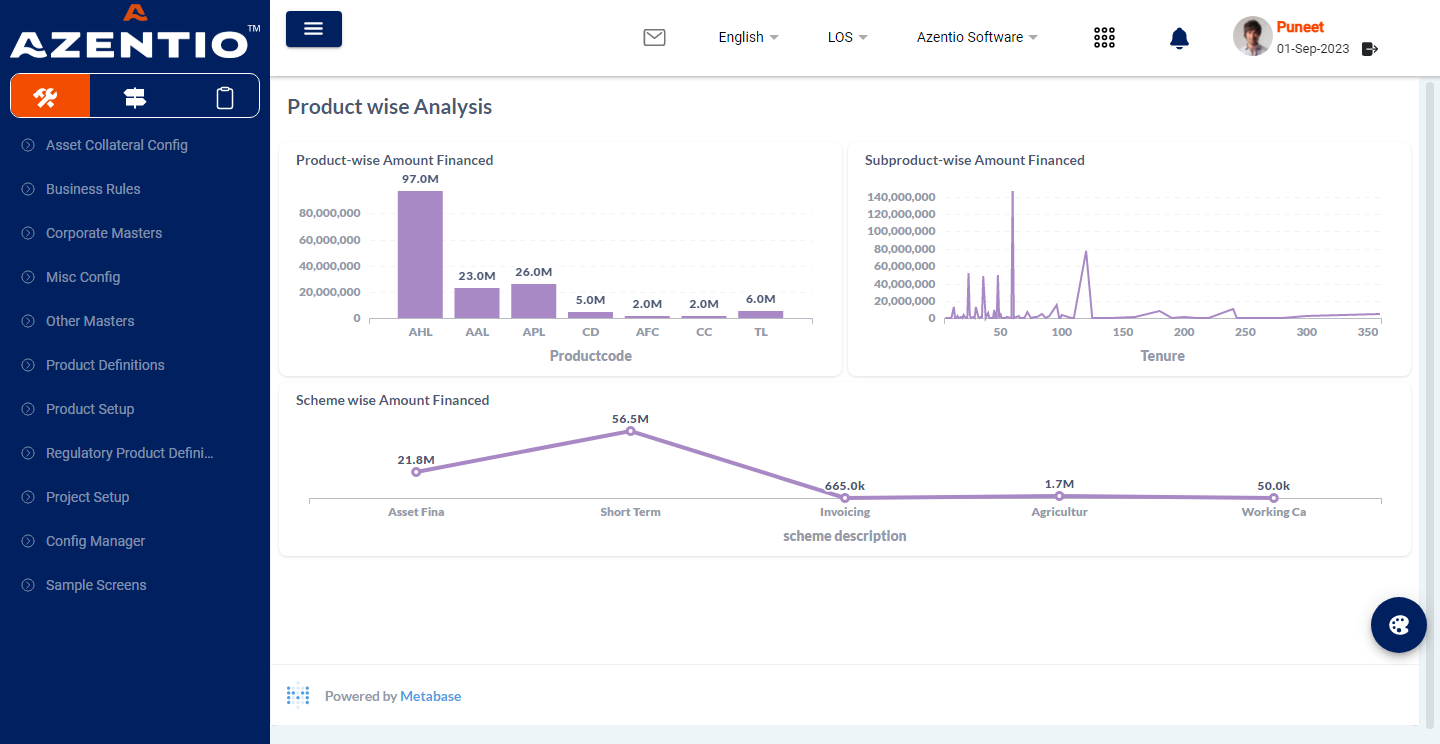 AZENTIO™
English
LOS
Azentio Software
Puneet
01-Sep-2023
Asset Collateral Config
Business Rules
Corporate Masters
Misc Config
Other Masters
Product Definitions
Product Setup
Regulatory Product Defini...
Project Setup
Config Manager
Sample Screens
Product wise Analysis
Product-wise Amount Financed
97.0M
80,000,000
60,000,000
40,000,000
20,000,000
0
23.0M
26.0M
5.0M
2.0M
2.0M
6.0M
AHL AAL APL CD AFC CC TL
Productcode
Subproduct-wise Amount Financed
140,000,000
120,000,000
100,000,000
80,000,000
60,000,000
40,000,000
20,000,000
0
50 100 150 200 250 300 350
Tenure
Scheme wise Amount Financed
21.8M
56.5M
665.0k
1.7M
50.0k
Asset Fina Short Term Invoicing Agricultur Working Ca
scheme description
Powered by Metabase